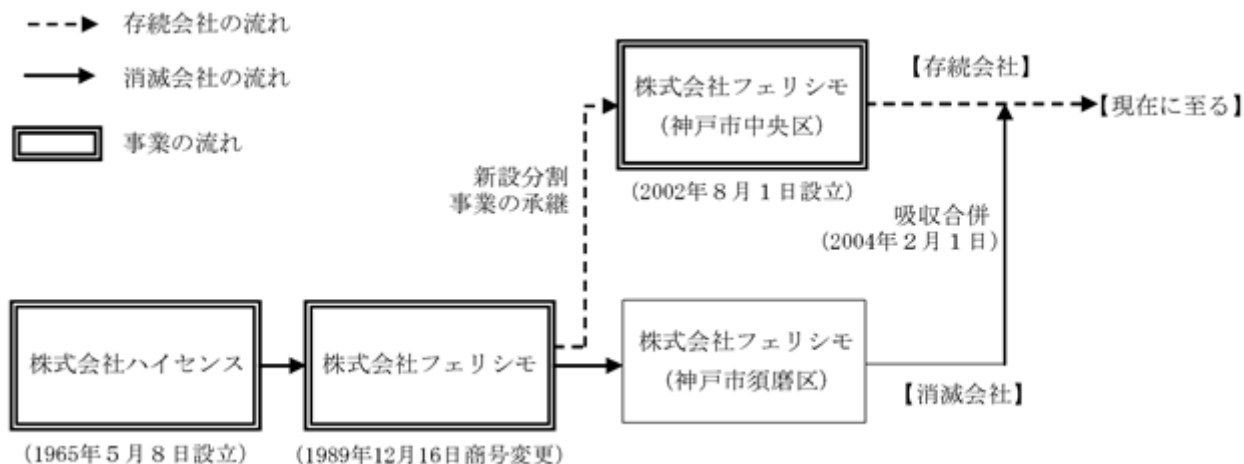 存続会社の流れ
消滅会社の流れ
事業の流れ
株式会社フェリシモ
（神戸市中央区）
（2002年８月１日設立）
【存続会社】
【現在に至る】
新設分割
事業の承継
吸収合併
（2004年２月１日）
株式会社ハイセンス
（1965年５月８日設立）
株式会社フェリシモ
（1989年12月16日商号変更）
株式会社フェリシモ
（神戸市須磨区）
【消滅会社】